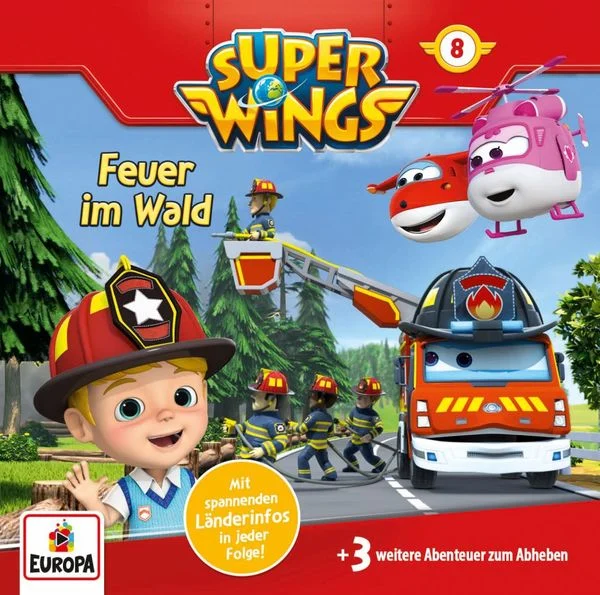 SUPER
WINGS
8
Feuer
im Wald
Mit
spannenden
Länderinfos
in jeder
Folge!
EUROPA
+3 weitere Abenteuer zum Abheben